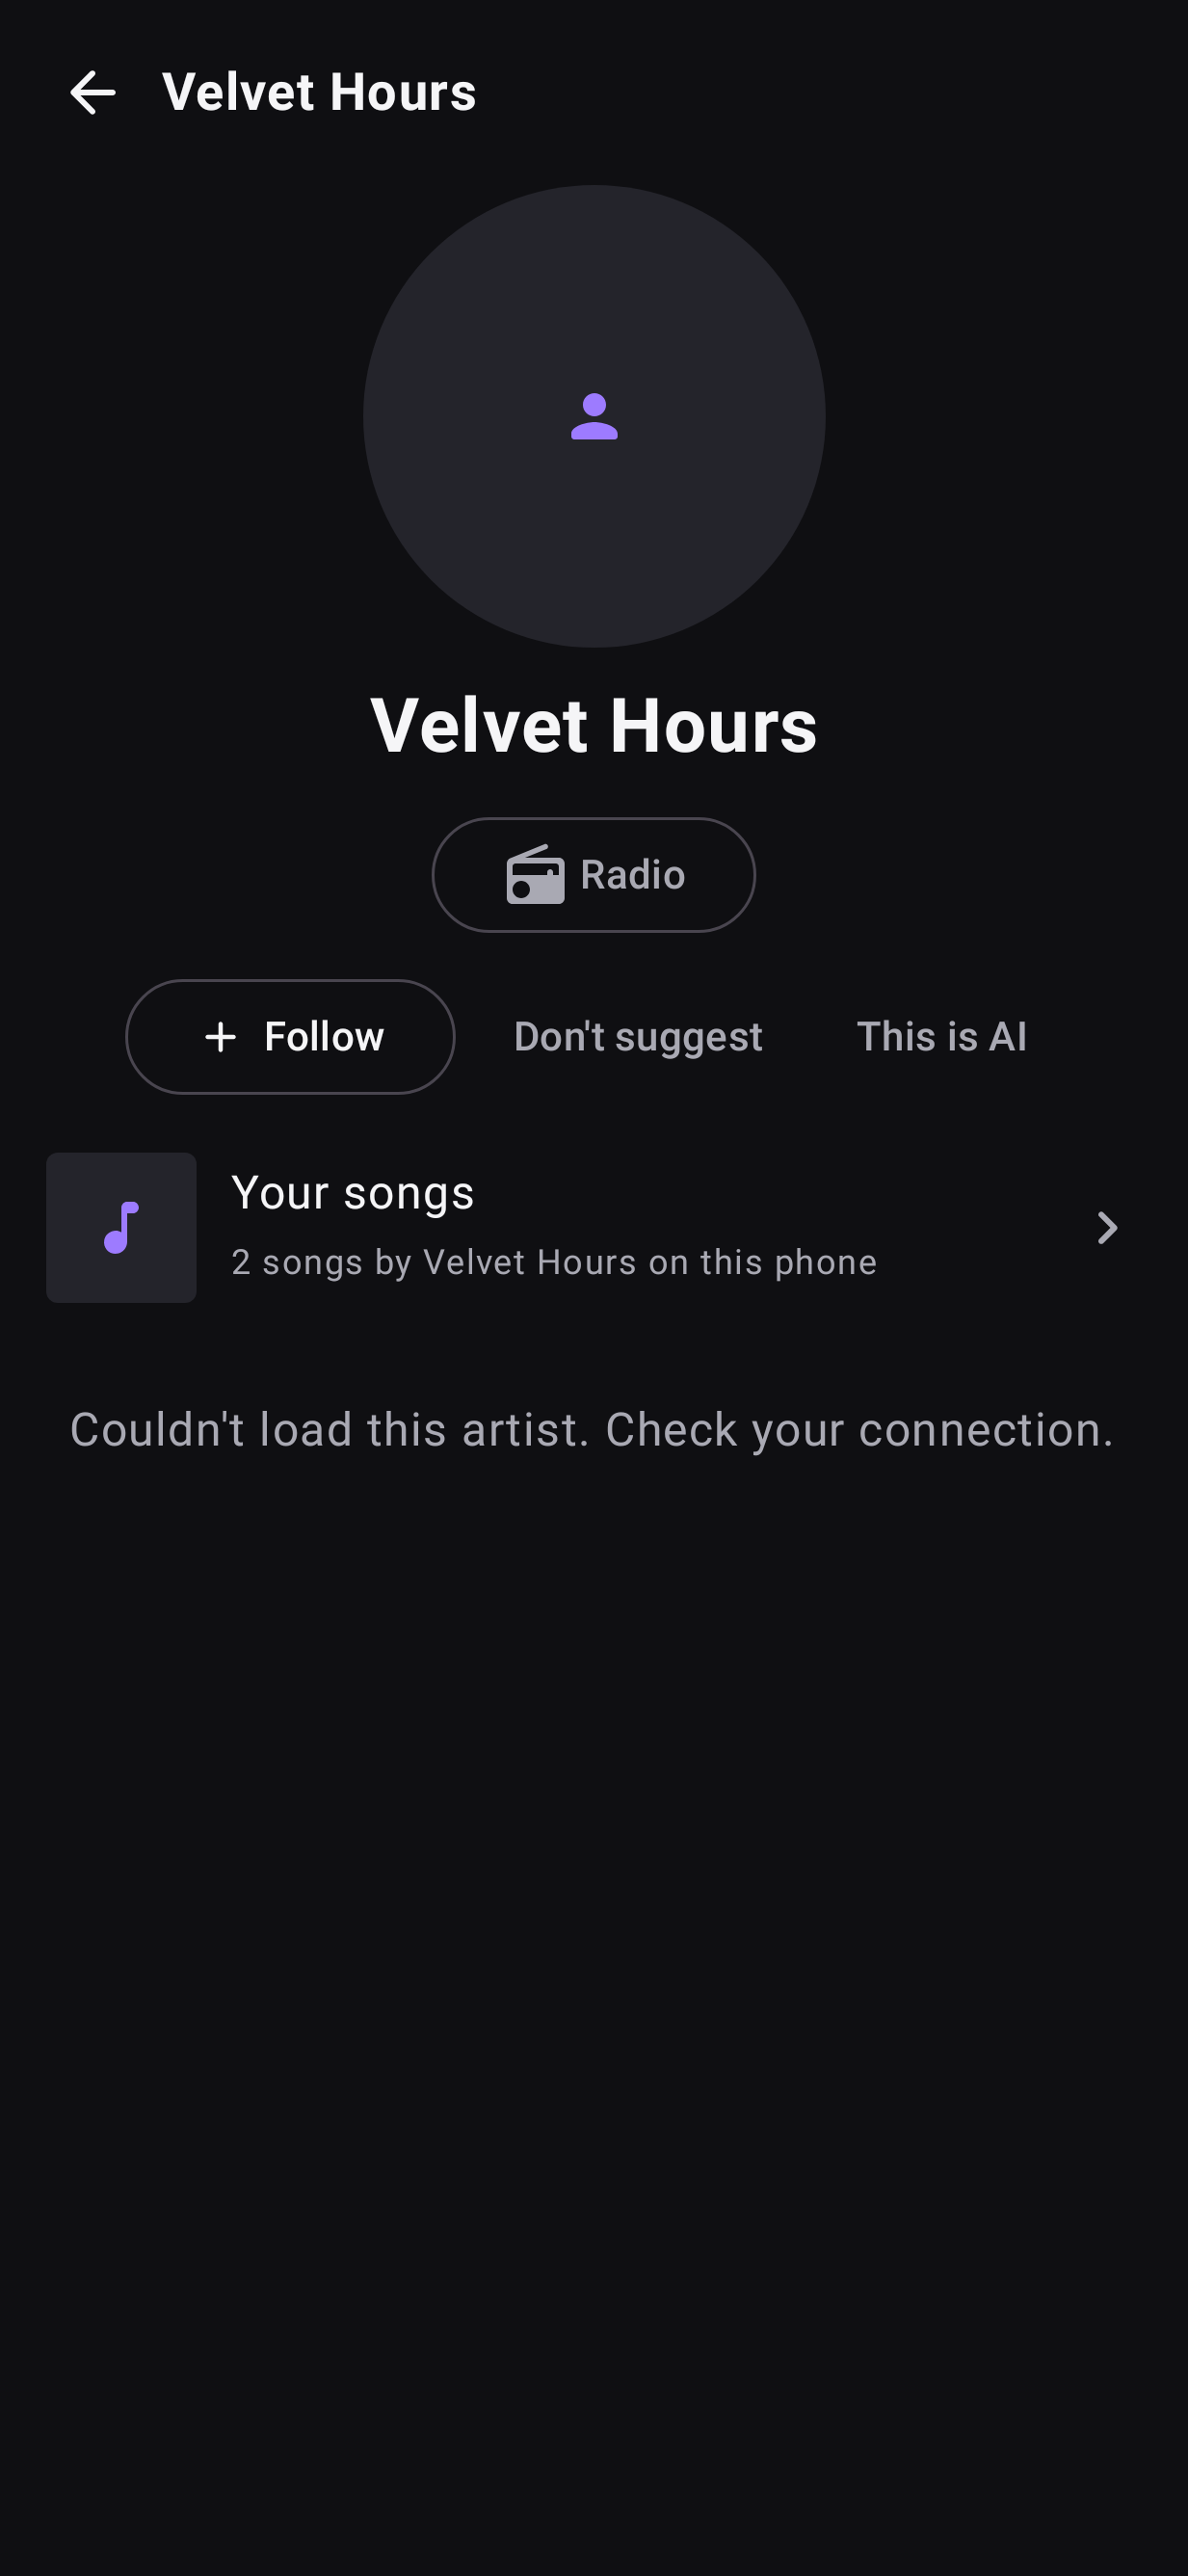 Velvet Hours
Velvet Hours
Radio
Follow
Don't suggest
This is AI
Your songs
2 songs by Velvet Hours on this phone
Couldn't load this artist. Check your connection.